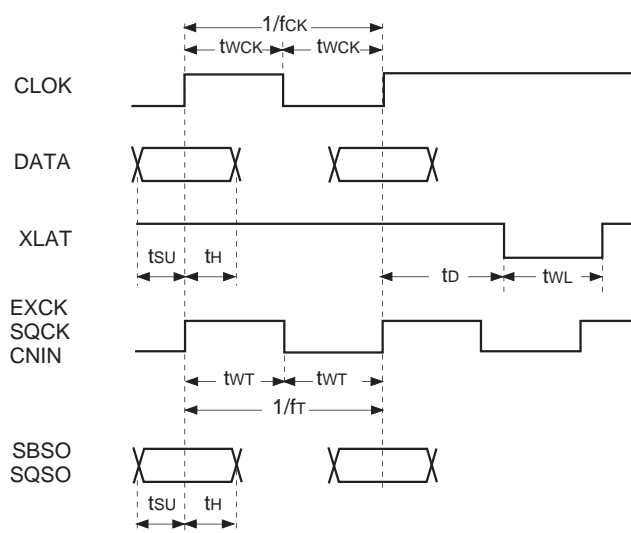 1/fCK
tWCK tWCK
CLOK
DATA
XLAT
tSU tH
tD tWL
EXCK
SQCK
CNIN
tWT tWT
1/fT
SBSO
SQSO
tSU tH